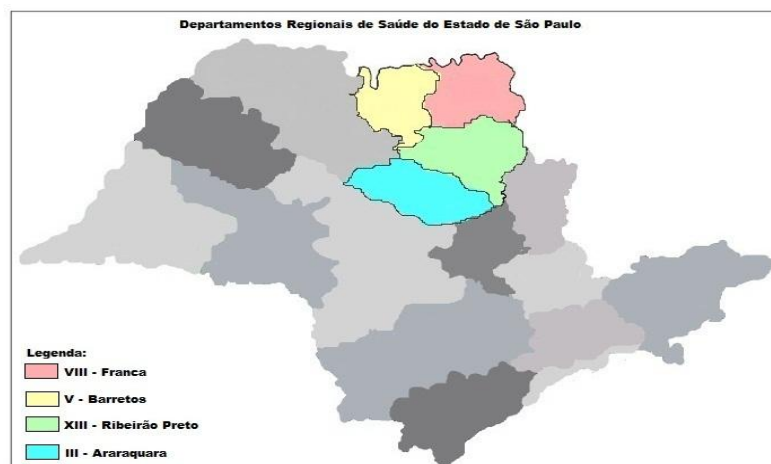 Departamentos Regionais de Saúde do Estado de São Paulo
Legenda:
VIII - Franca
V - Barretos
XIII - Ribeirão Preto
III - Araraquara